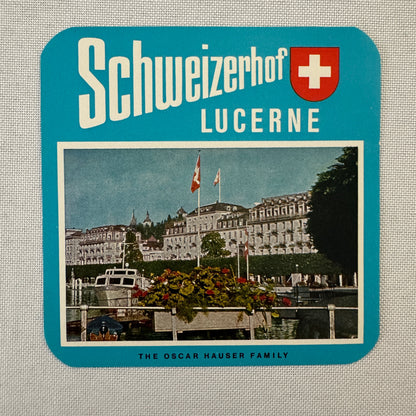 Schweizerhof
LUCERNE
THE OSCAR HAUSER FAMILY